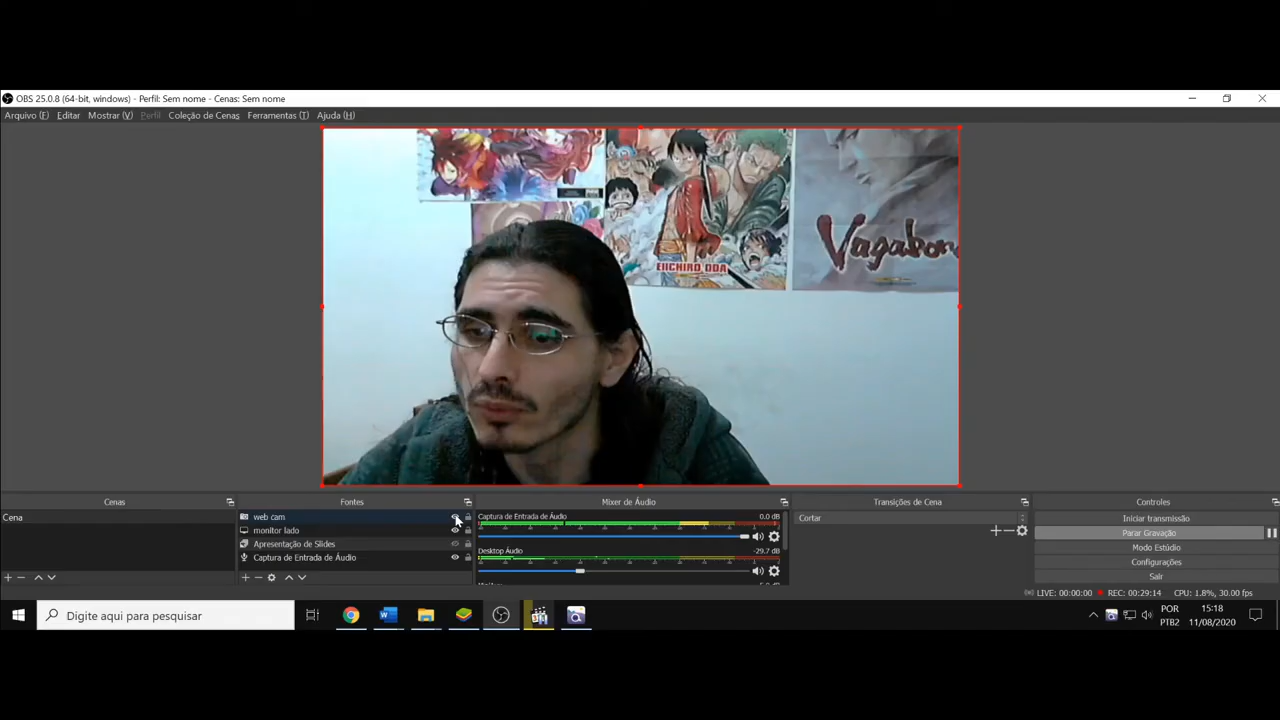 OBS 25.0.8 (64-bit, windows) - Perfil: Sem nome - Cenas: Sem nome
Arquivo (F) Editar Mostrar (V) Perfil Coleção de Cenas Ferramentas (T) Ajuda (H)
EIICHIRO ODA
Vagabon
Cenas
Cena
Fontes
web cam
monitor lado
Apresentação de Slides
Captura de Entrada de Áudio
Mixer de Áudio
Captura de Entrada de Áudio 0.0 dB
Desktop Áudio -29.7 dB
Transições de Cena
Cortar
Controles
Iniciar transmissão
Parar Gravação
Modo Estúdio
Configurações
Sair
LIVE: 00:00:00 REC: 00:29:14 CPU: 1.8%, 30.00 fps
Digite aqui para pesquisar
POR
PTB2
15:18
11/08/2020